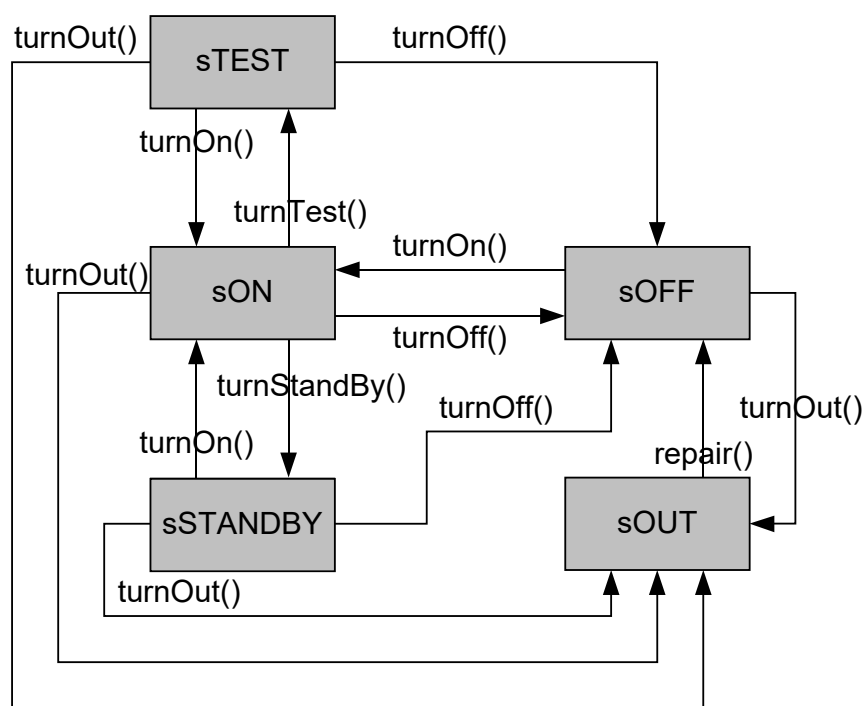 turnOut()
sTEST
turnOff()
turnOn()
turnTest()
turnOut()
sON
turnOn()
sOFF
turnOff()
turnStandBy()
turnOff()
turnOut()
turnOn()
repair()
sSTANDBY
sOUT
turnOut()